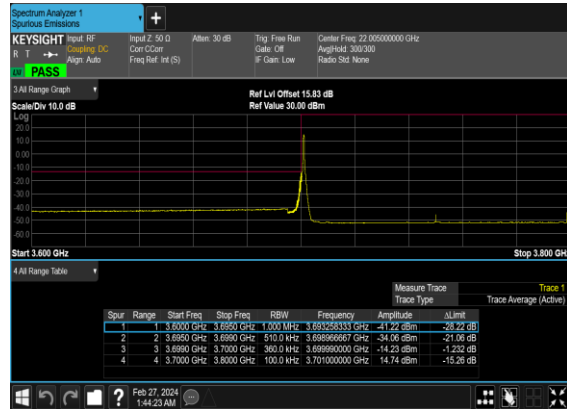 Spectrum Analyzer 1
Spurious Emissions
KEYSIGHT Input: RF Input Z: 50 Ω Atten: 30 dB Trig: Free Run Center Freq: 22.005000000 GHz
R T Coupling: DC Corr CCorr Gate: Off Avg|Hold: 300/300
Align: Auto Freq Ref: Int (S) IF Gain: Low Radio Std: None
PASS
3 All Range Graph
Ref Lvl Offset 15.83 dB
Scale/Div 10.0 dB Ref Value 30.00 dBm
Log
20.0
10.0
0.00
-10.0
-20.0
-30.0
-40.0
-50.0
-60.0
Start 3.600 GHz Stop 3.800 GHz
4 All Range Table
Measure Trace Trace 1
Trace Type Trace Average (Active)
Spur Range Start Freq Stop Freq RBW Frequency Amplitude ΔLimit
1 1 3.6000 GHz 3.6950 GHz 1.000 MHz 3.693258333 GHz -41.22 dBm -28.22 dB
2 2 3.6950 GHz 3.6990 GHz 510.0 kHz 3.698966667 GHz -34.06 dBm -21.06 dB
3 3 3.6990 GHz 3.7000 GHz 360.0 kHz 3.699990000 GHz -14.23 dBm -1.232 dB
4 4 3.7000 GHz 3.8000 GHz 100.0 kHz 3.701000000 GHz 14.74 dBm -15.26 dB
Feb 27, 2024
1:44:23 AM